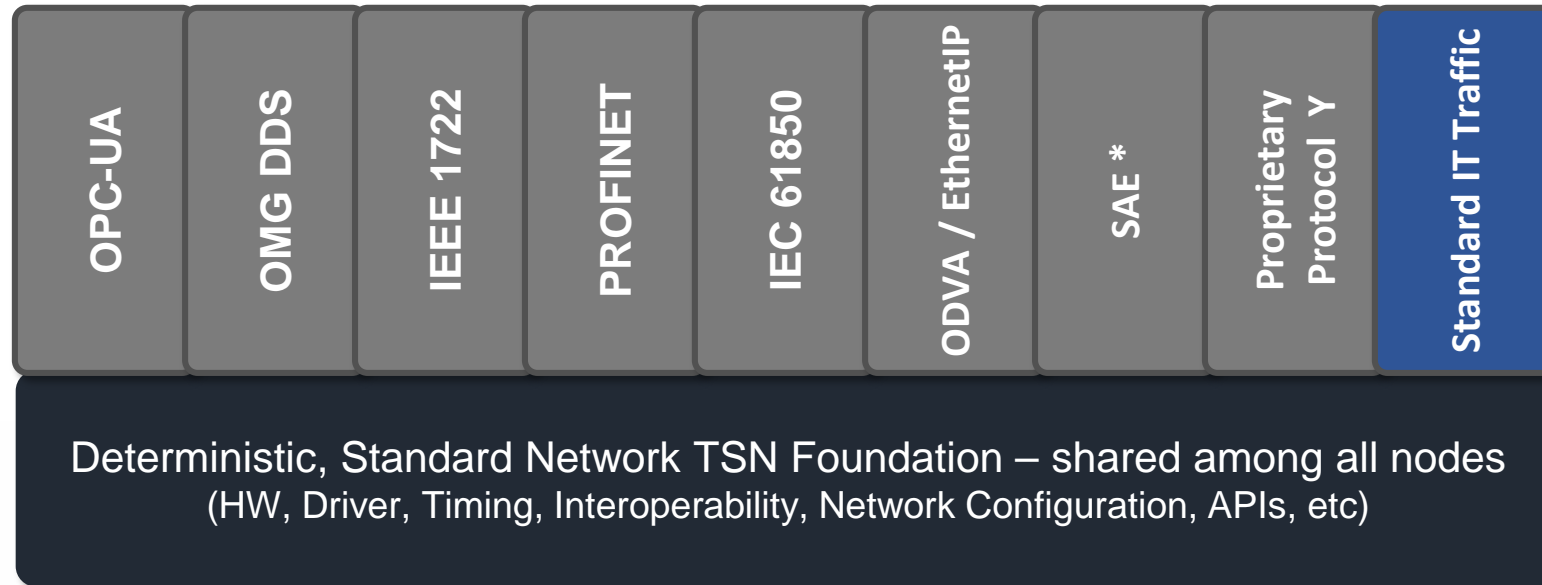 OPC-UA
OMG DDS
IEEE 1722
PROFINET
IEC 61850
ODVA / EthernetIP
SAE *
Proprietary
Protocol Y
Standard IT Traffic
Deterministic, Standard Network TSN Foundation – shared among all nodes
(HW, Driver, Timing, Interoperability, Network Configuration, APIs, etc)